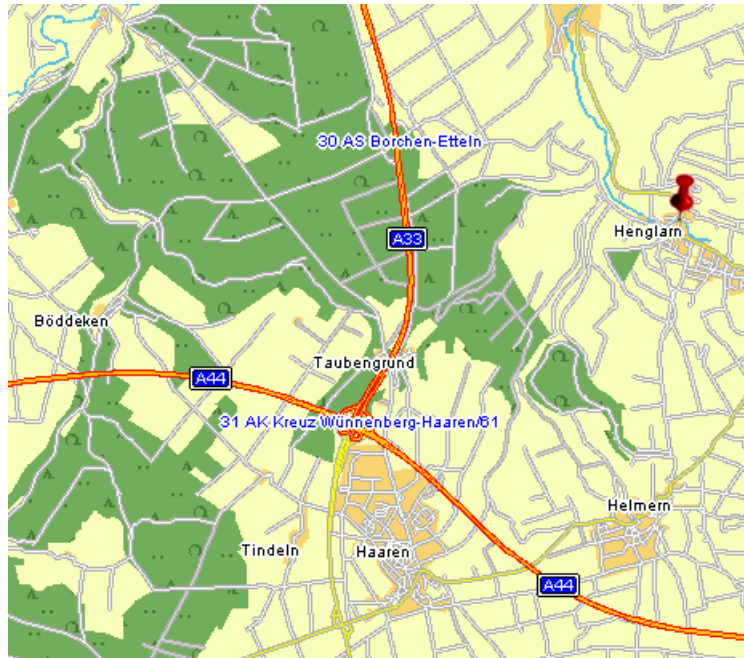 30 AS Borchen-Etteln
Henglarn
A33
Böddeken
Taubengrund
A44
31 AK Kreuz Wünnenberg-Haaren/61
Helmern
Tindeln
Haaren
A44